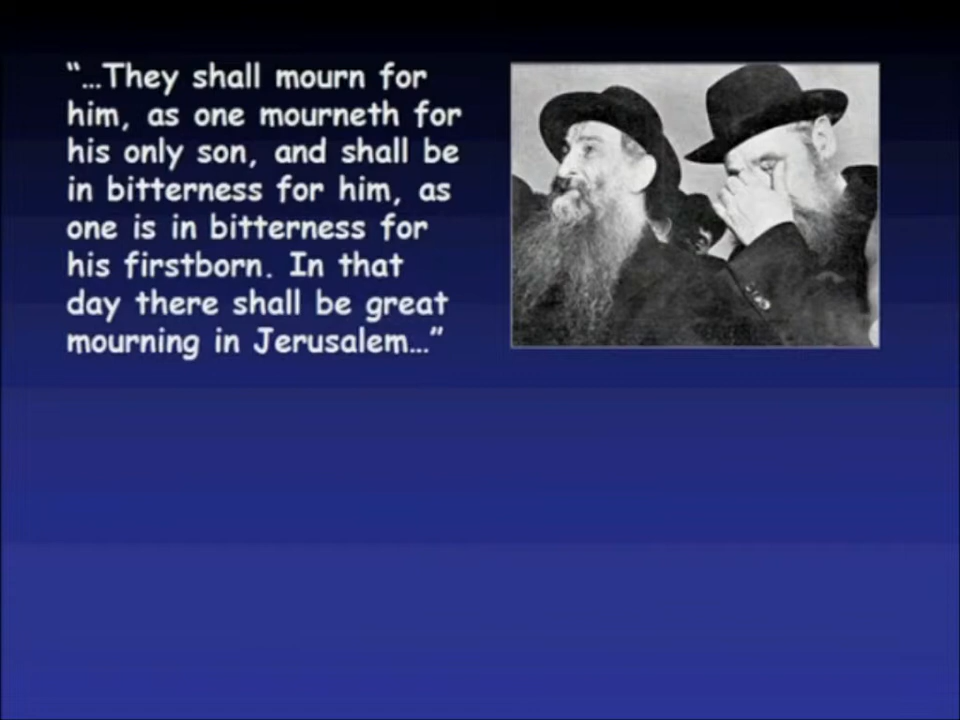 “…They shall mourn for
him, as one mourneth for
his only son, and shall be
in bitterness for him, as
one is in bitterness for
his firstborn. In that
day there shall be great
mourning in Jerusalem…”